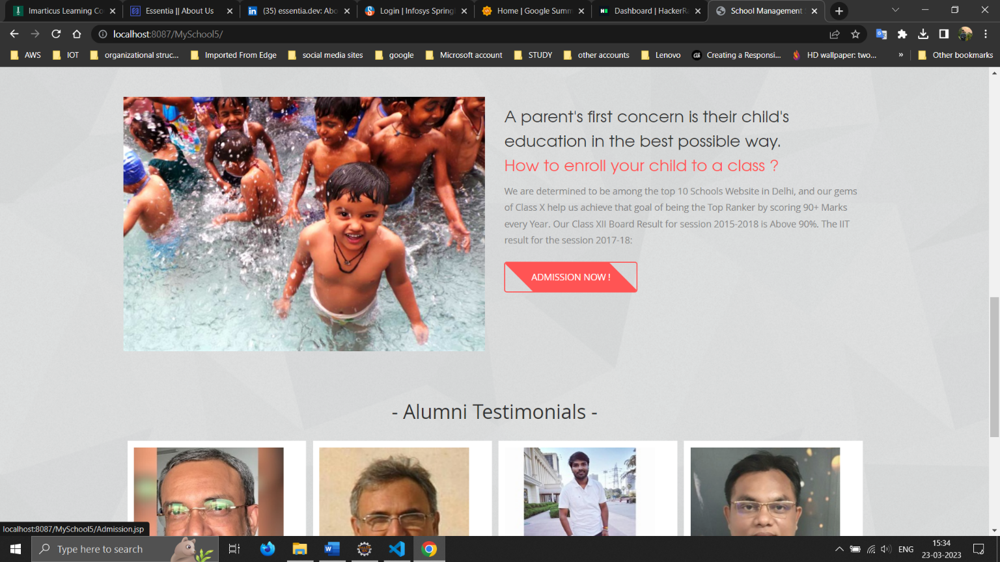 Imarticus Learning Co
Essentia || About Us
(35) essentia.dev: Abo
Login | Infosys Spring
Home | Google Summ
Dashboard | HackerRa
School Management S
localhost:8087/MySchool5/
AWS
IOT
organizational struc...
Imported From Edge
social media sites
google
Microsoft account
STUDY
other accounts
Lenovo
Creating a Responsi...
HD wallpaper: two...
»
Other bookmarks
A parent's first concern is their child's
education in the best possible way.
How to enroll your child to a class ?
We are determined to be among the top 10 Schools Website in Delhi, and our gems
of Class X help us achieve that goal of being the Top Ranker by scoring 90+ Marks
every Year. Our Class XII Board Result for session 2015-2018 is Above 90%. The IIT
result for the session 2017-18:
ADMISSION NOW !
- Alumni Testimonials -
localhost:8087/MySchool5/Admission.jsp
Type here to search
ENG
15:34
23-03-2023